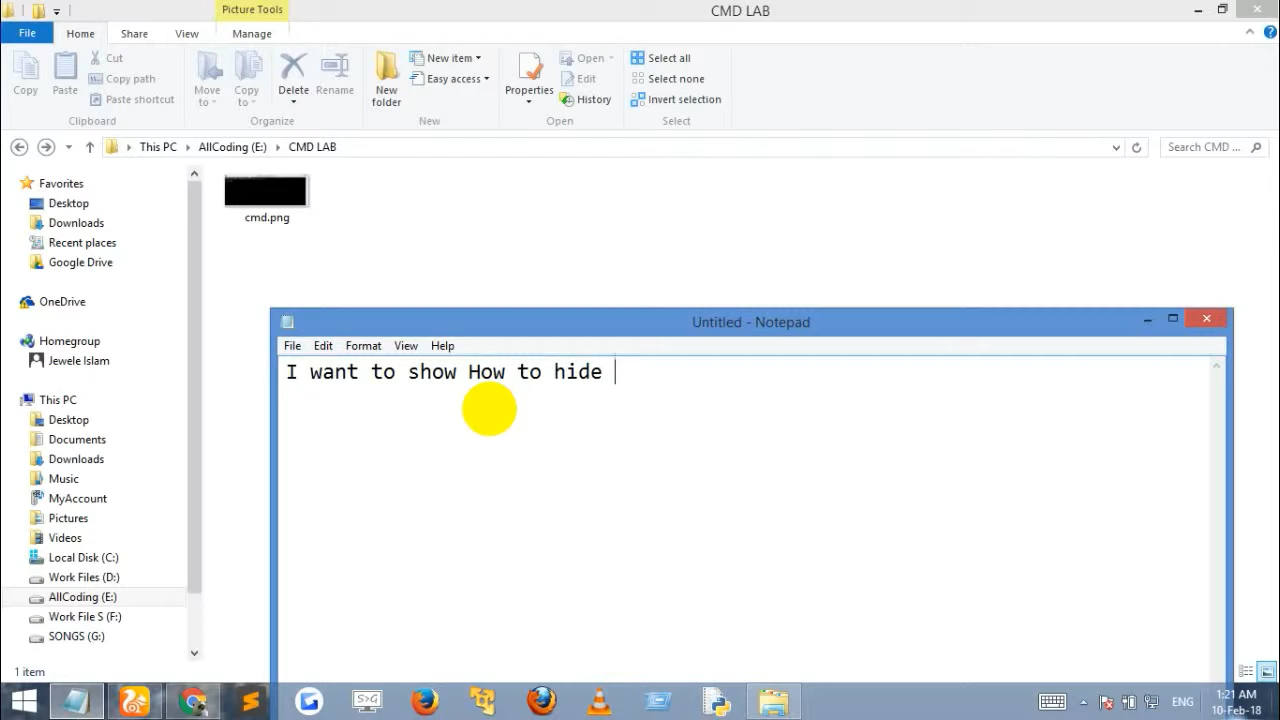 Picture Tools
CMD LAB
File
Home
Share
View
Manage
Copy
Paste
Cut
Copy path
Paste shortcut
Clipboard
Move to
Copy to
Delete
Rename
Organize
New folder
New item
Easy access
New
Properties
Open
Edit
History
Open
Select all
Select none
Invert selection
Select
This PC
AllCoding (E:)
CMD LAB
Search CMD ...
Favorites
Desktop
Downloads
Recent places
Google Drive
OneDrive
Homegroup
Jewele Islam
This PC
Desktop
Documents
Downloads
Music
MyAccount
Pictures
Videos
Local Disk (C:)
Work Files (D:)
AllCoding (E:)
Work File S (F:)
SONGS (G:)
1 item
cmd.png
Untitled - Notepad
File Edit Format View Help
I want to show How to hide
S>G
ENG
1:21 AM
10-Feb-18